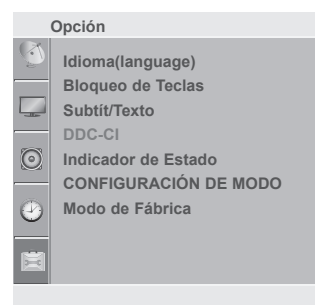 Opción
Idioma(language)
Bloqueo de Teclas
Subtít/Texto
DDC-CI
Indicador de Estado
CONFIGURACIÓN DE MODO
Modo de Fábrica